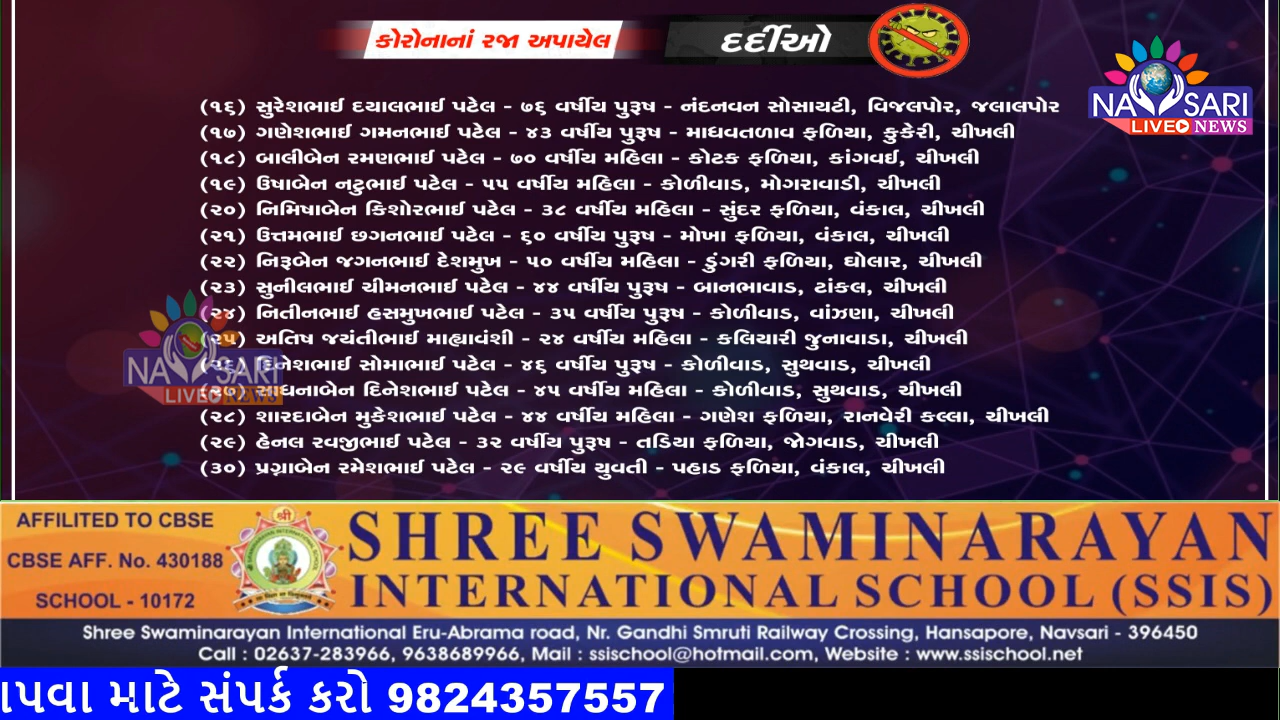 કોરોનાનાં રજા અપાયેલ દર્દીઓ
NAVSARI
LIVE NEWS
(૧૬) સુરેશભાઈ દયાલભાઈ પટેલ - ૭૬ વર્ષીય પુરૂષ - નંદનવન સોસાયટી, વિજલપોર, જલાલપોર
(૧૭) ગણેશભાઈ ગમનભાઈ પટેલ - ૪૩ વર્ષીય પુરૂષ - માધવતળાવ ફળિયા, કુકેરી, ચીખલી
(૧૮) બાલીબેન રમણભાઈ પટેલ - ૭૦ વર્ષીય મહિલા - કોટક ફળિયા, કાંગવઈ, ચીખલી
(૧૯) ઉષાબેન નટુભાઈ પટેલ - ૫૫ વર્ષીય મહિલા - કોળીવાડ, મોગરાવાડી, ચીખલી
(૨૦) નિમિષાબેન કિશોરભાઈ પટેલ - ૩૮ વર્ષીય મહિલા - સુંદર ફળિયા, વંકાલ, ચીખલી
(૨૧) ઉત્તમભાઈ છગનભાઈ પટેલ - ૬૦ વર્ષીય પુરૂષ - મોખા ફળિયા, વંકાલ, ચીખલી
(૨૨) નિરૂબેન જગનભાઈ દેશમુખ - ૫૦ વર્ષીય મહિલા - ડુંગરી ફળિયા, ઘોલાર, ચીખલી
(૨૩) સુનીલભાઈ ચીમનભાઈ પટેલ - ૪૪ વર્ષીય પુરૂષ - બાનભાવાડ, ટાંકલ, ચીખલી
(૨૪) નિતીનભાઈ હસમુખભાઈ પટેલ - ૩૫ વર્ષીય પુરૂષ - કોળીવાડ, વાંઝણા, ચીખલી
(૨૫) અતિષ જયંતીભાઈ માહ્યાવંશી - ૨૪ વર્ષીય મહિલા - કલિયારી જુનાવાડા, ચીખલી
(૨૬) દિનેશભાઈ સોમાભાઈ પટેલ - ૪૬ વર્ષીય પુરૂષ - કોળીવાડ, સુથવાડ, ચીખલી
NAVSARI
LIVE NEWS
(૨૭) સાધનાબેન દિનેશભાઈ પટેલ - ૪૫ વર્ષીય મહિલા - કોળીવાડ, સુથવાડ, ચીખલી
(૨૮) શારદાબેન મુકેશભાઈ પટેલ - ૪૪ વર્ષીય મહિલા - ગણેશ ફળિયા, રાનવેરી કલ્લા, ચીખલી
(૨૯) હેનલ રવજીભાઈ પટેલ - ૩૨ વર્ષીય પુરૂષ - તડિયા ફળિયા, જોગવાડ, ચીખલી
(૩૦) પ્રગ્નાબેન રમેશભાઈ પટેલ - ૨૯ વર્ષીય યુવતી - પહાડ ફળિયા, વંકાલ, ચીખલી
AFFILITED TO CBSE
CBSE AFF. No. 430188
SCHOOL - 10172
શ્રી
SHREE SWAMINARAYAN
INTERNATIONAL SCHOOL (SSIS)
Shree Swaminarayan International Eru-Abrama road, Nr. Gandhi Smruti Railway Crossing, Hansapore, Navsari - 396450
Call : 02637-283966, 9638689966, Mail : ssischool@hotmail.com, Website : www.ssischool.net
ાપવા માટે સંપર્ક કરો 9824357557